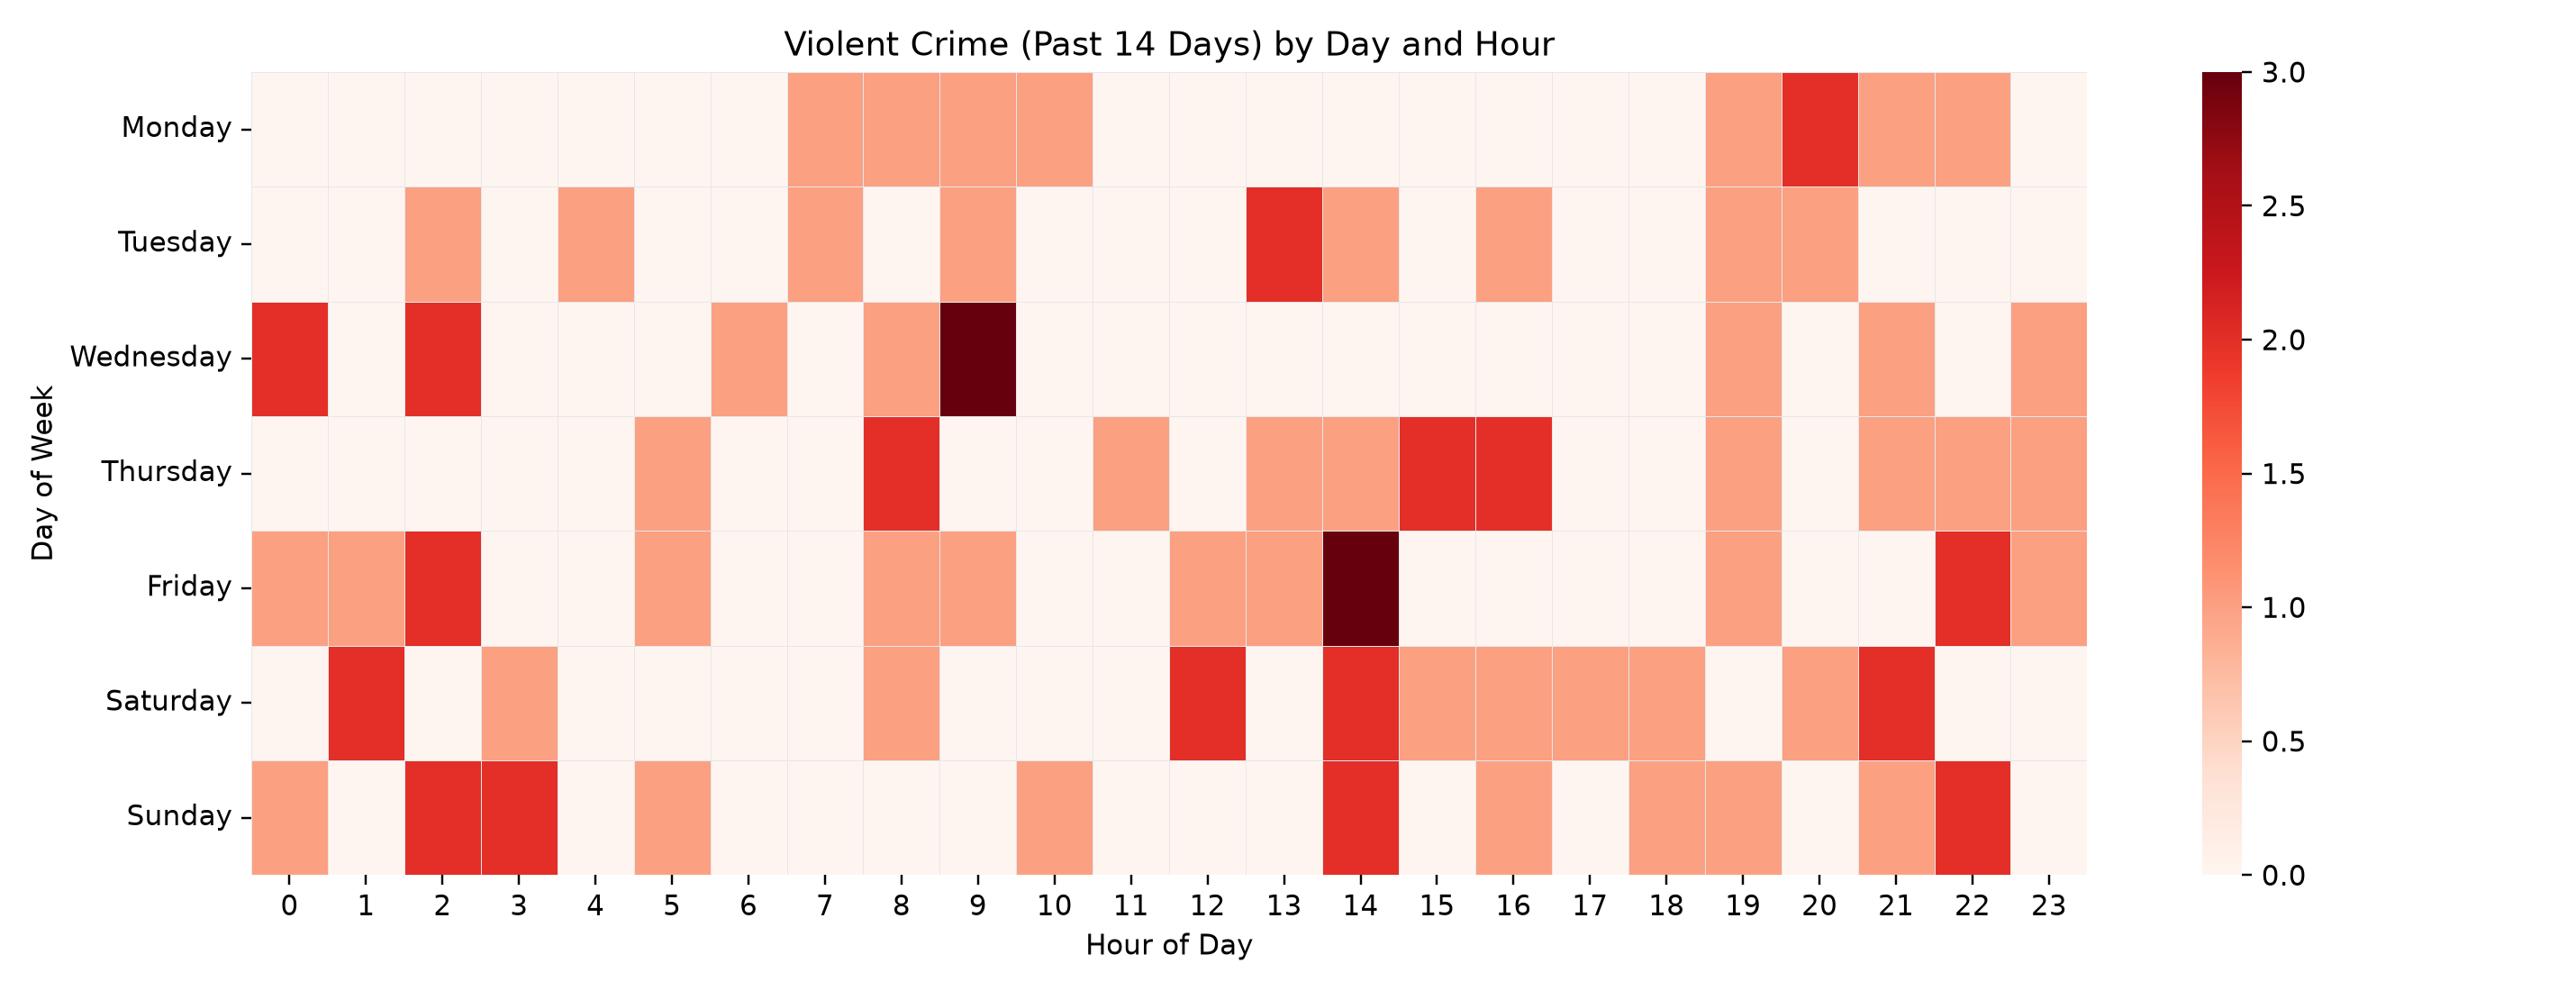 Violent Crime (Past 14 Days) by Day and Hour
Day of Week
Monday
Tuesday
Wednesday
Thursday
Friday
Saturday
Sunday
0 1 2 3 4 5 6 7 8 9 10 11 12 13 14 15 16 17 18 19 20 21 22 23
Hour of Day
3.0
2.5
2.0
1.5
1.0
0.5
0.0